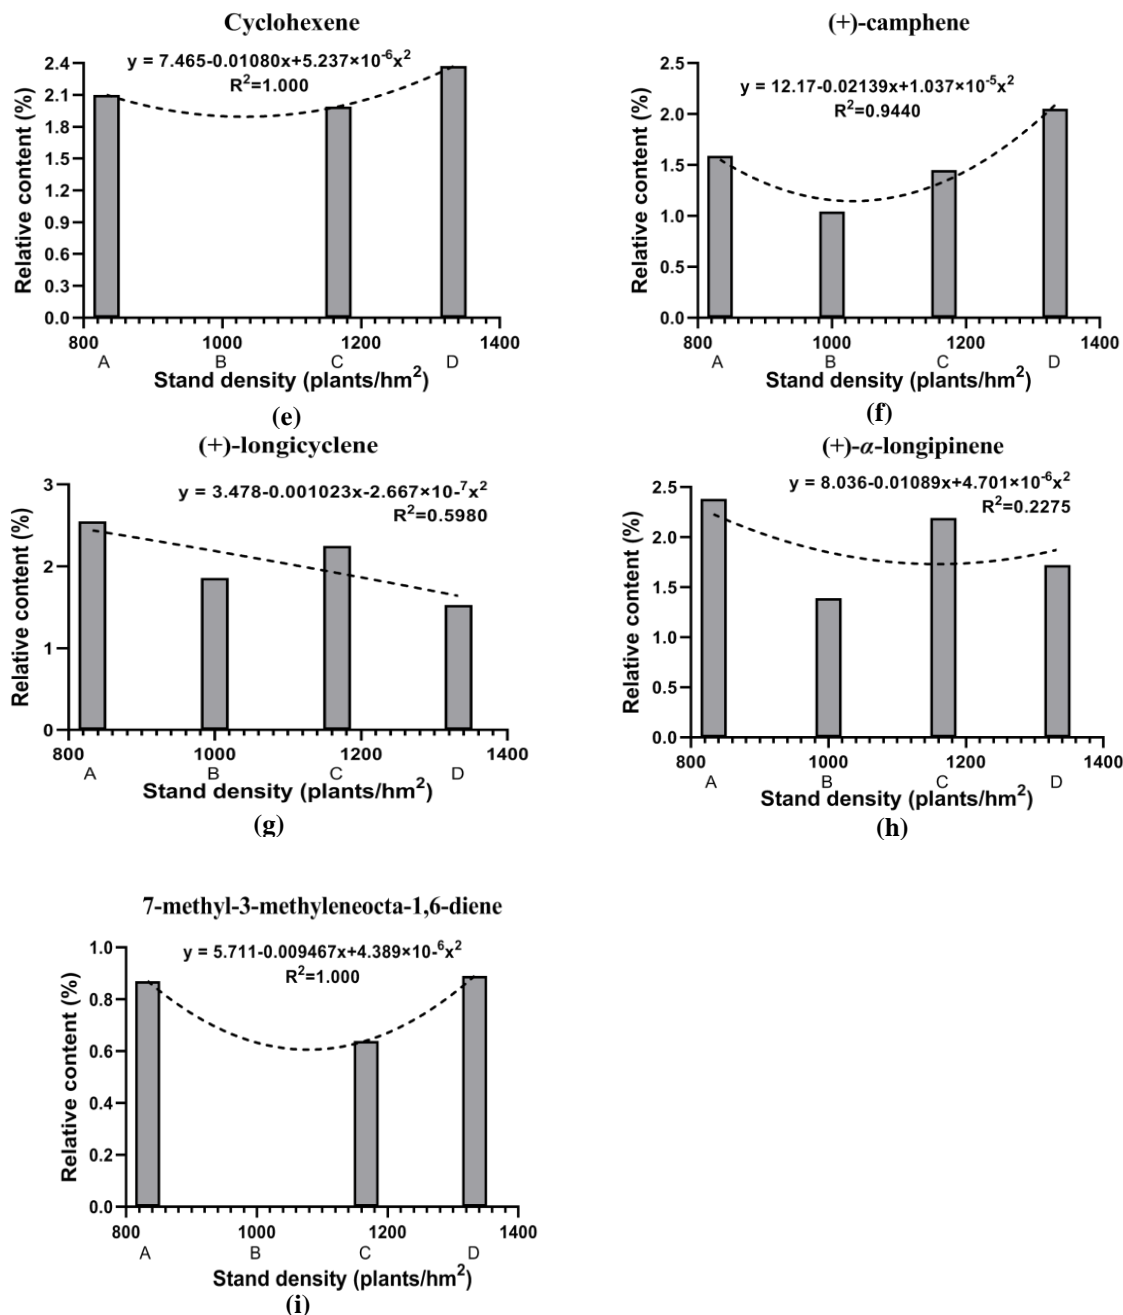 Cyclohexene
y = 7.465-0.01080x+5.237×10⁻⁶x²
R²=1.000
2.4
2.1
1.8
1.5
1.2
0.9
0.6
0.3
0.0
Relative content (%)
800 1000 1200 1400
A B C D
Stand density (plants/hm²)
(e)
(+)-camphene
y = 12.17-0.02139x+1.037×10⁻⁵x²
R²=0.9440
2.5
2.0
1.5
1.0
0.5
0.0
Relative content (%)
800 1000 1200 1400
A B C D
Stand density (plants/hm²)
(f)
(+)-longicyclene
y = 3.478-0.001023x-2.667×10-⁷x²
R²=0.5980
3
2
1
0
Relative content (%)
800 1000 1200 1400
A B C D
Stand density (plants/hm²)
(g)
(+)-α-longipinene
y = 8.036-0.01089x+4.701×10⁻⁶x²
R²=0.2275
2.5
2.0
1.5
1.0
0.5
0.0
Relative content (%)
800 1000 1200 1400
A B C D
Stand density (plants/hm²)
(h)
7-methyl-3-methyleneocta-1,6-diene
y = 5.711-0.009467x+4.389×10-⁶x²
R²=1.000
1.0
0.8
0.6
0.4
0.2
0.0
Relative content (%)
800 1000 1200 1400
A B C D
Stand density (plants/hm²)
(i)